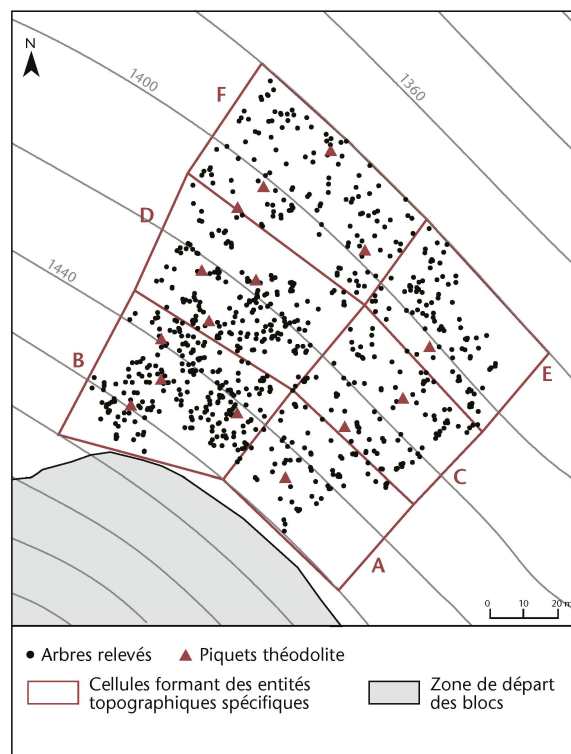 N
1400
1360
F
D
1440
B
E
C
A
0 10 20 m
Arbres relevés
Piquets théodolite
Cellules formant des entités
topographiques spécifiques
Zone de départ
des blocs